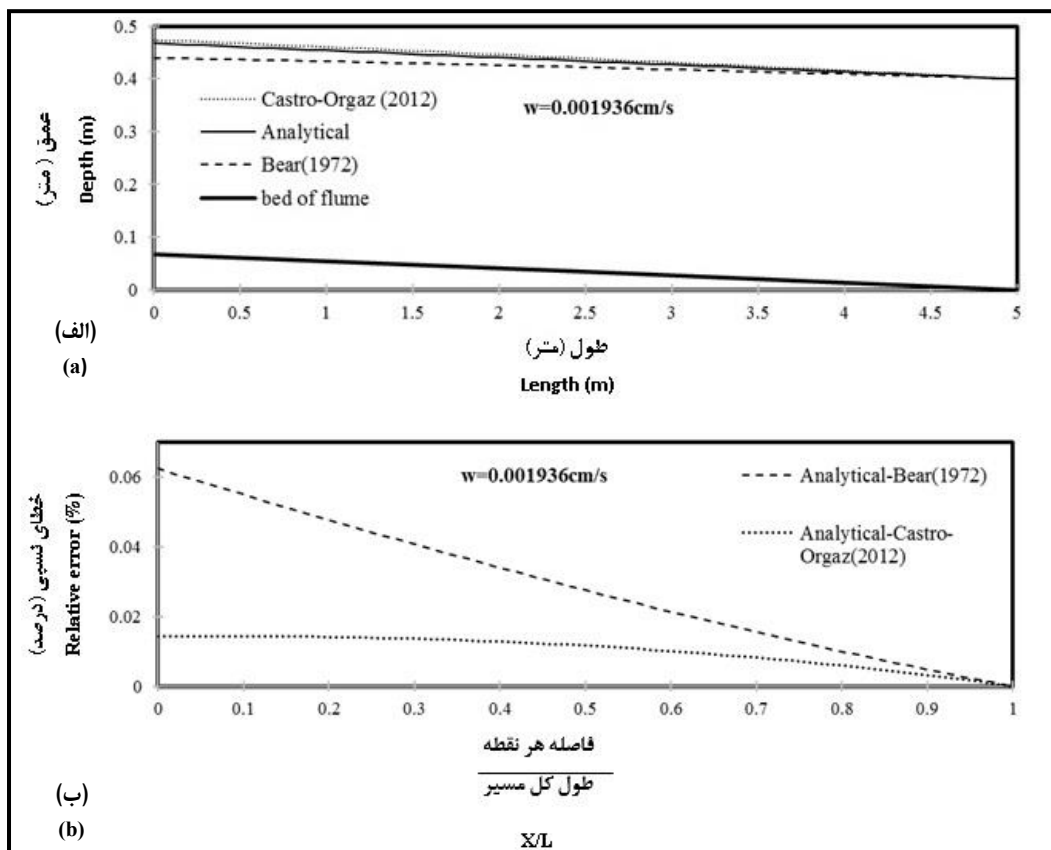 0.5
0.4
0.3
0.2
0.1
0
عمق ( متر)
Depth (m)
Castro-Orgaz (2012)
Analytical
Bear(1972)
bed of flume
w=0.001936cm/s
0 0.5 1 1.5 2 2.5 3 3.5 4 4.5 5
طول (متر)
Length (m)
(الف)
(a)
0.06
0.04
0.02
0
خطای نسبی (درصد)
Relative error (%)
w=0.001936cm/s
Analytical-Bear(1972)
Analytical-Castro-
Orgaz(2012)
0 0.1 0.2 0.3 0.4 0.5 0.6 0.7 0.8 0.9 1
فاصله هر نقطه
طول کل مسیر
X/L
(ب)
(b)